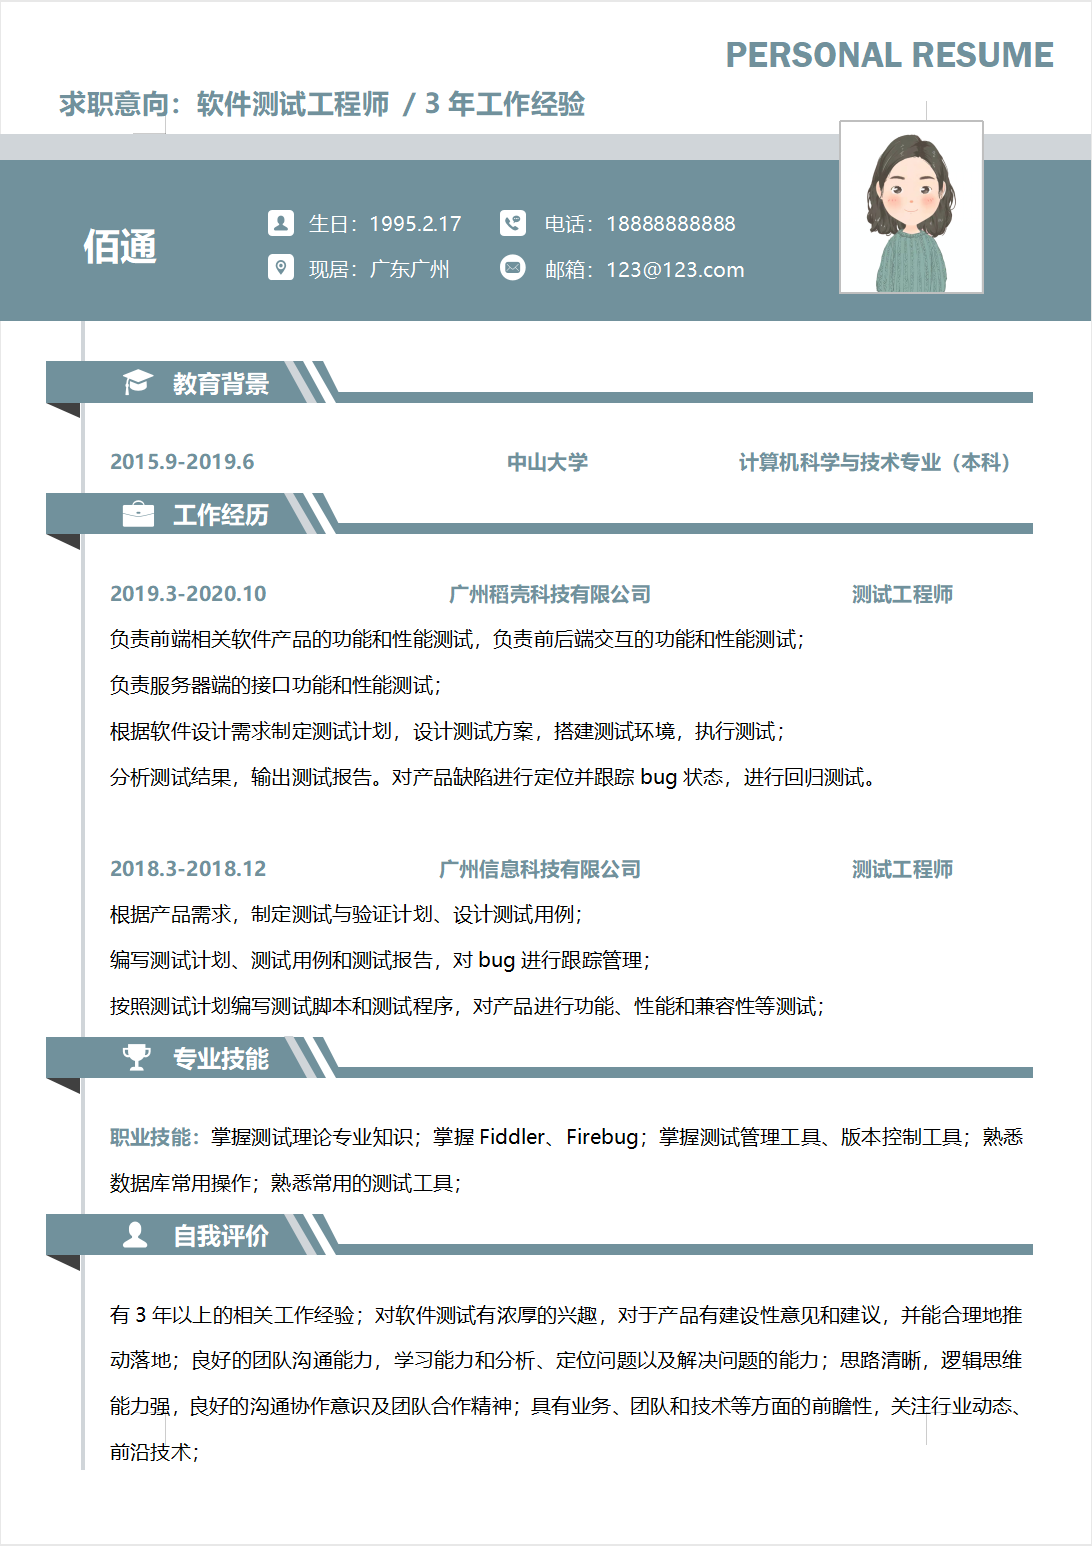 PERSONAL RESUME
求职意向：软件测试工程师 / 3 年工作经验
佰通
生日：1995.2.17
电话：18888888888
现居：广东广州
邮箱：123@123.com
教育背景
2015.9-2019.6 中山大学 计算机科学与技术专业（本科）
工作经历
2019.3-2020.10 广州稻壳科技有限公司 测试工程师
负责前端相关软件产品的功能和性能测试，负责前后端交互的功能和性能测试；
负责服务器端的接口功能和性能测试；
根据软件设计需求制定测试计划，设计测试方案，搭建测试环境，执行测试；
分析测试结果，输出测试报告。对产品缺陷进行定位并跟踪 bug 状态，进行回归测试。
2018.3-2018.12 广州信息科技有限公司 测试工程师
根据产品需求，制定测试与验证计划、设计测试用例；
编写测试计划、测试用例和测试报告，对 bug 进行跟踪管理；
按照测试计划编写测试脚本和测试程序，对产品进行功能、性能和兼容性等测试；
专业技能
职业技能：掌握测试理论专业知识；掌握 Fiddler、Firebug；掌握测试管理工具、版本控制工具；熟悉
数据库常用操作；熟悉常用的测试工具；
自我评价
有 3 年以上的相关工作经验；对软件测试有浓厚的兴趣，对于产品有建设性意见和建议，并能合理地推
动落地；良好的团队沟通能力，学习能力和分析、定位问题以及解决问题的能力；思路清晰，逻辑思维
能力强，良好的沟通协作意识及团队合作精神；具有业务、团队和技术等方面的前瞻性，关注行业动态、
前沿技术；